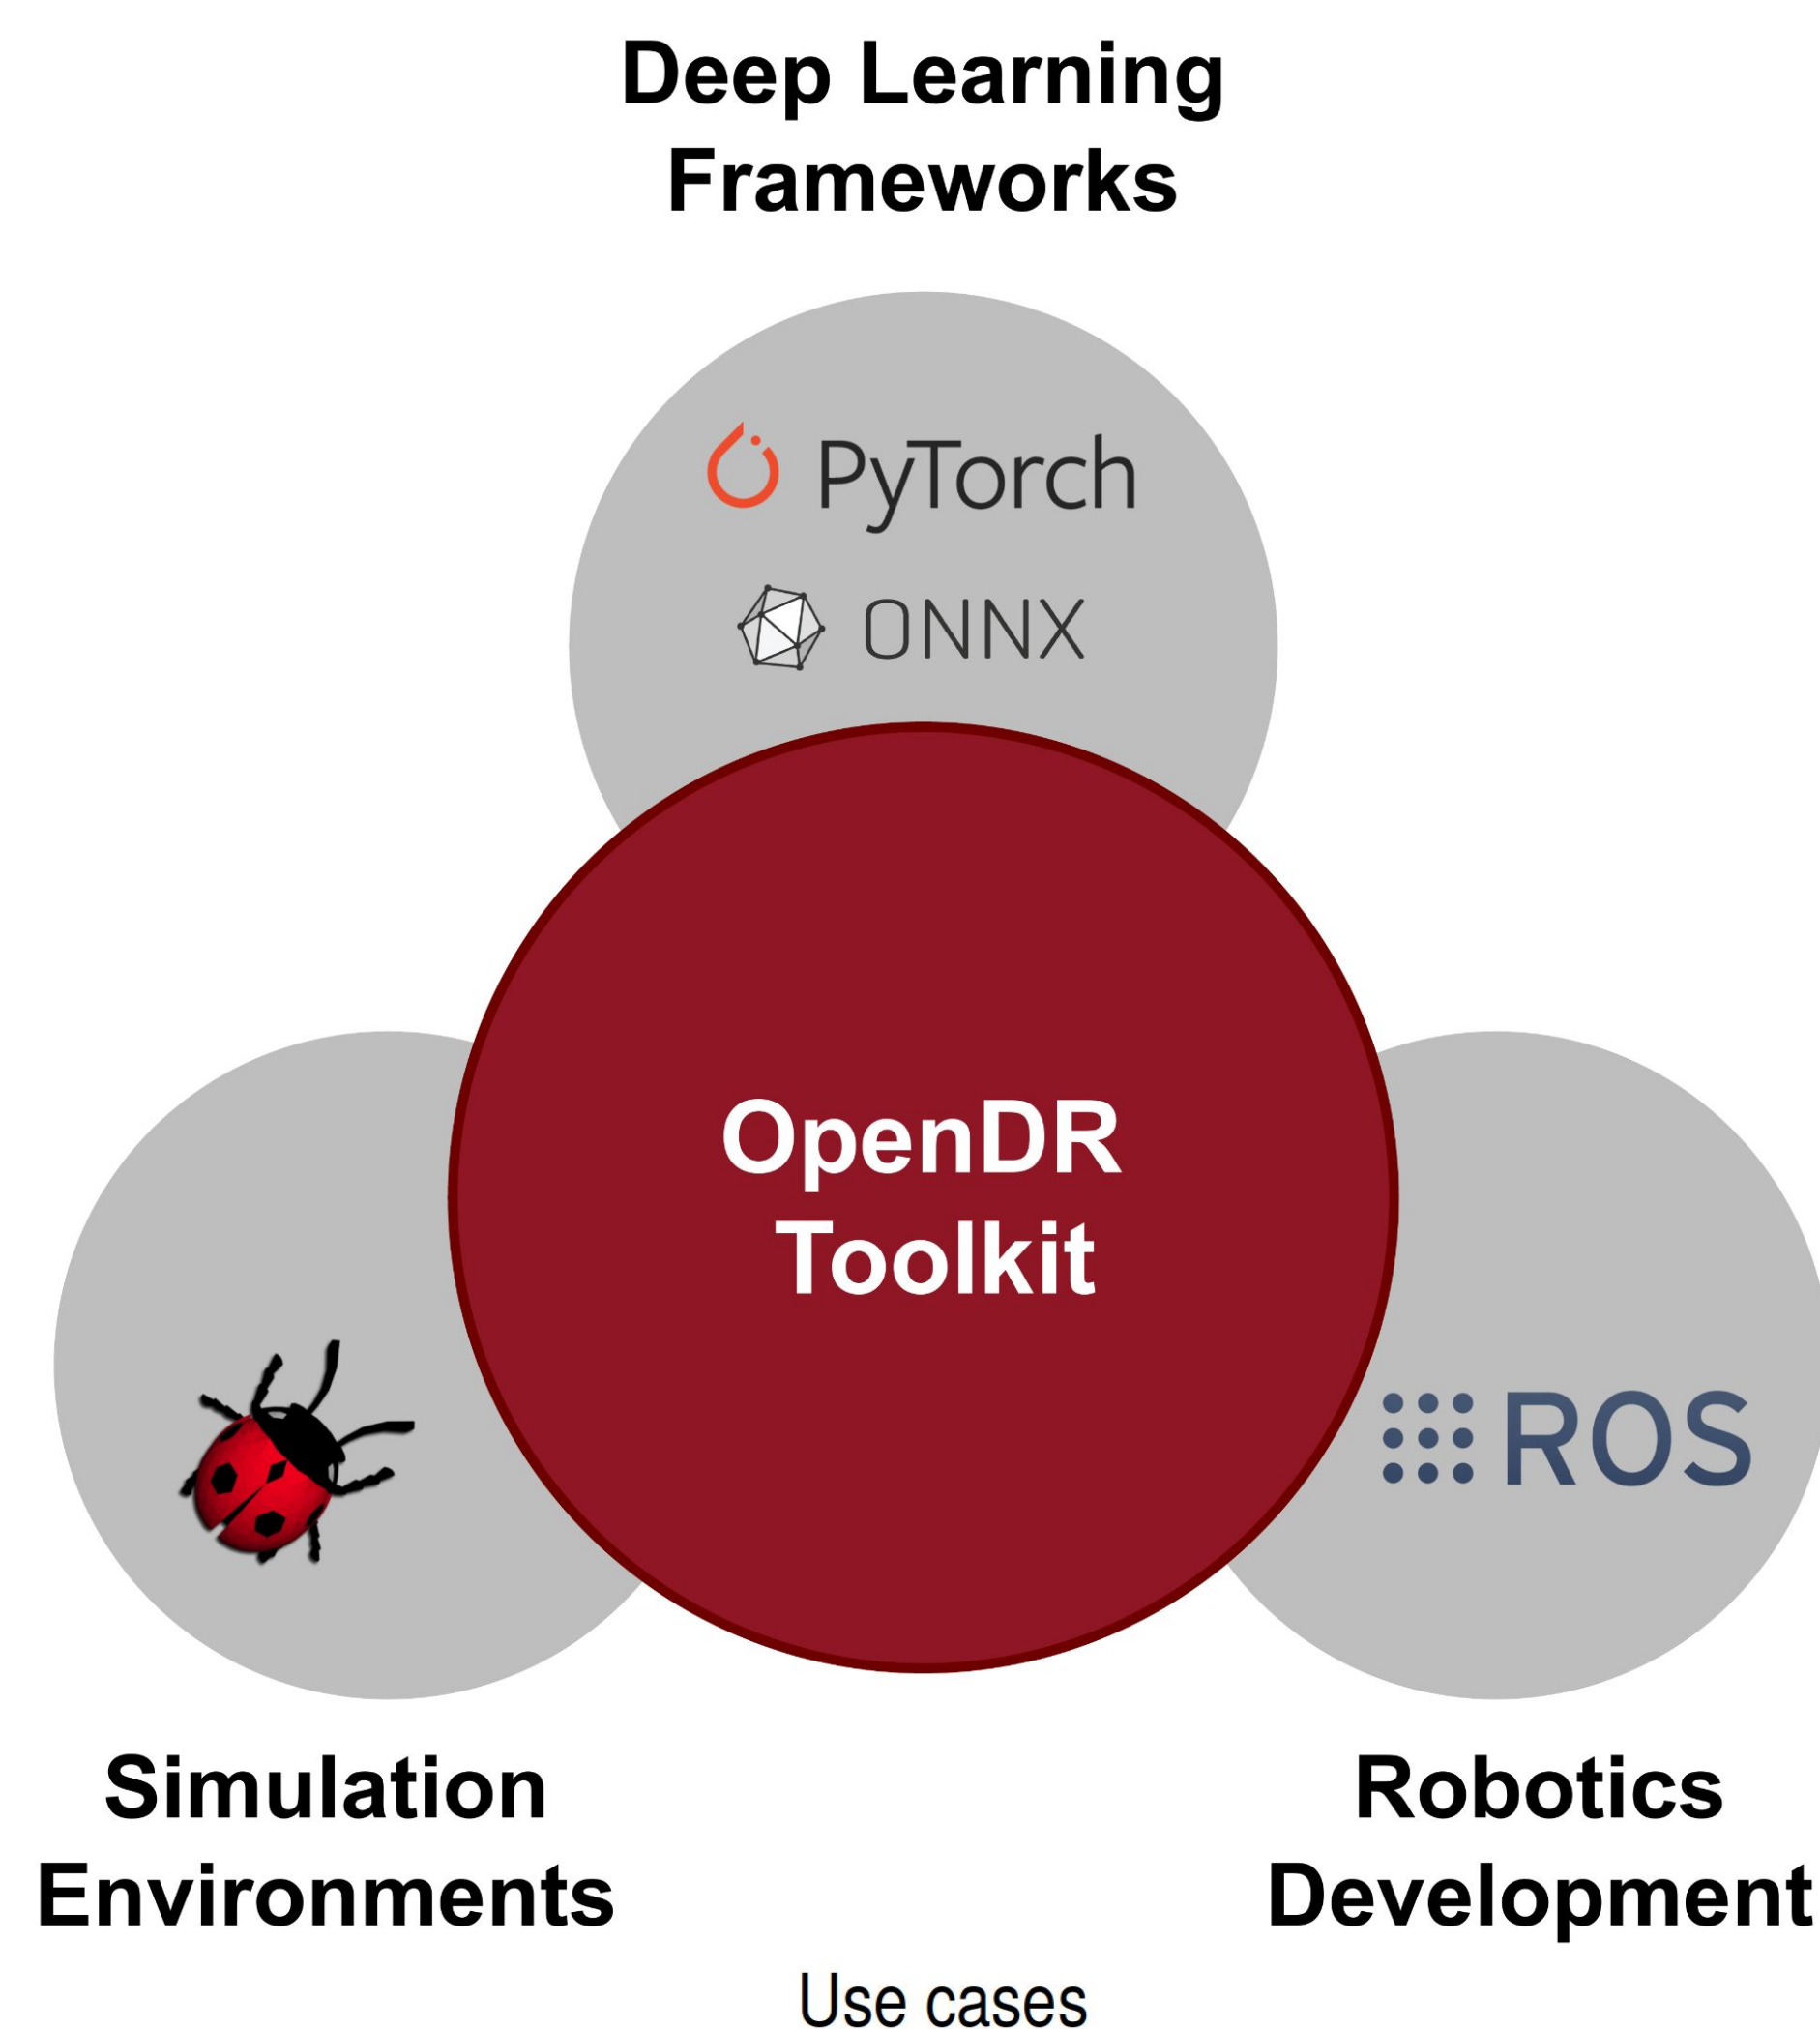 Deep Learning
Frameworks
PyTorch
ONNX
OpenDR
Toolkit
ROS
Simulation
Environments
Robotics
Development
Use cases